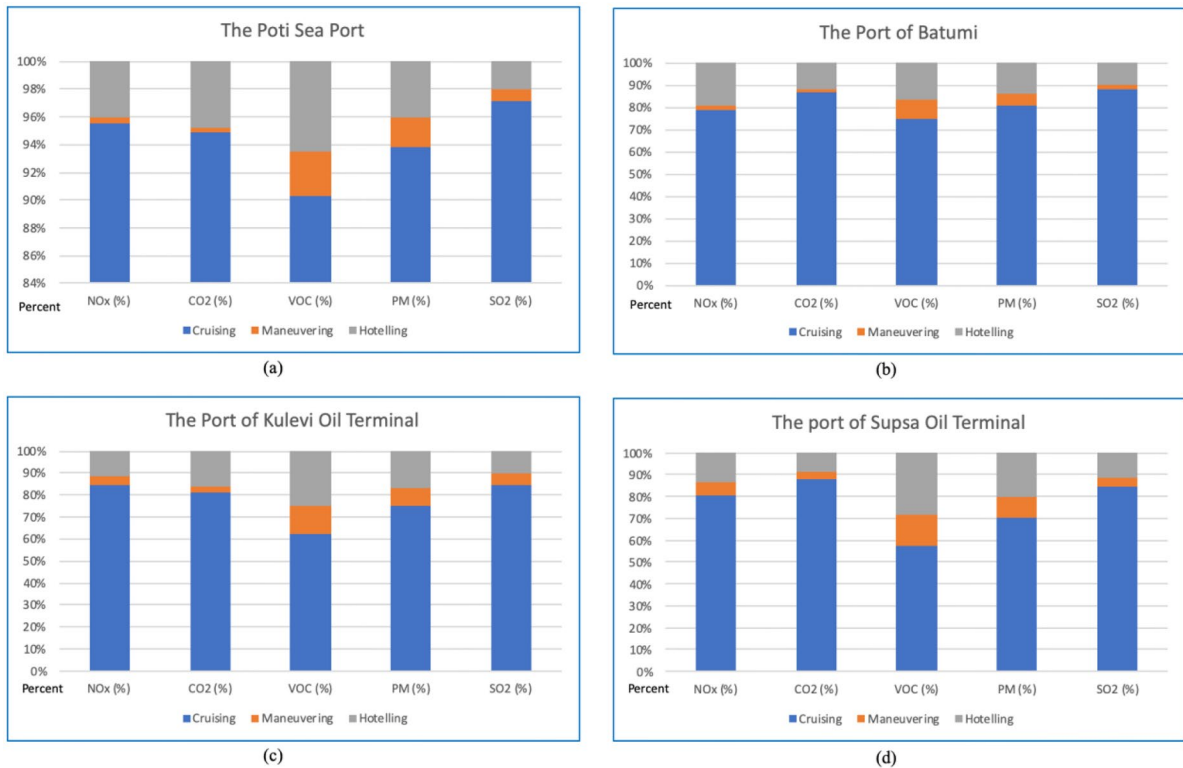 The Poti Sea Port
100%
98%
96%
94%
92%
90%
88%
86%
84%
Percent
NOx (%) CO2 (%) VOC (%) PM (%) SO2 (%)
Cruising Maneuvering Hotelling
(a)
The Port of Batumi
100%
90%
80%
70%
60%
50%
40%
30%
20%
10%
0%
Percent
NOx (%) CO2 (%) VOC (%) PM (%) SO2 (%)
Cruising Maneuvering Hotelling
(b)
The Port of Kulevi Oil Terminal
100%
90%
80%
70%
60%
50%
40%
30%
20%
10%
0%
Percent
NOx (%) CO2 (%) VOC (%) PM (%) SO2 (%)
Cruising Maneuvering Hotelling
(c)
The port of Supsa Oil Terminal
100%
90%
80%
70%
60%
50%
40%
30%
20%
10%
0%
Percent
NOx (%) CO2 (%) VOC (%) PM (%) SO2 (%)
Cruising Maneuvering Hotelling
(d)